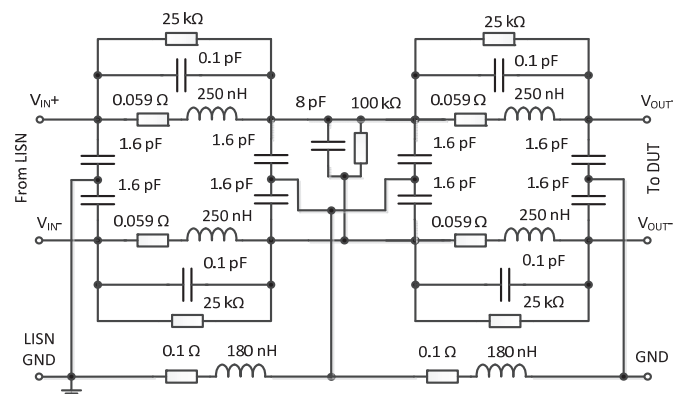 25 kΩ
25 kΩ
0.1 pF
0.1 pF
VIN+
0.059 Ω
250 nH
8 pF
100 kΩ
0.059 Ω
250 nH
VOUT-
From LISN
1.6 pF
1.6 pF
1.6 pF
1.6 pF
To DUT
1.6 pF
1.6 pF
1.6 pF
1.6 pF
VIN-
0.059 Ω
250 nH
0.059 Ω
250 nH
VOUT-
0.1 pF
0.1 pF
25 kΩ
25 kΩ
LISN
GND
0.1 Ω
180 nH
0.1 Ω
180 nH
GND